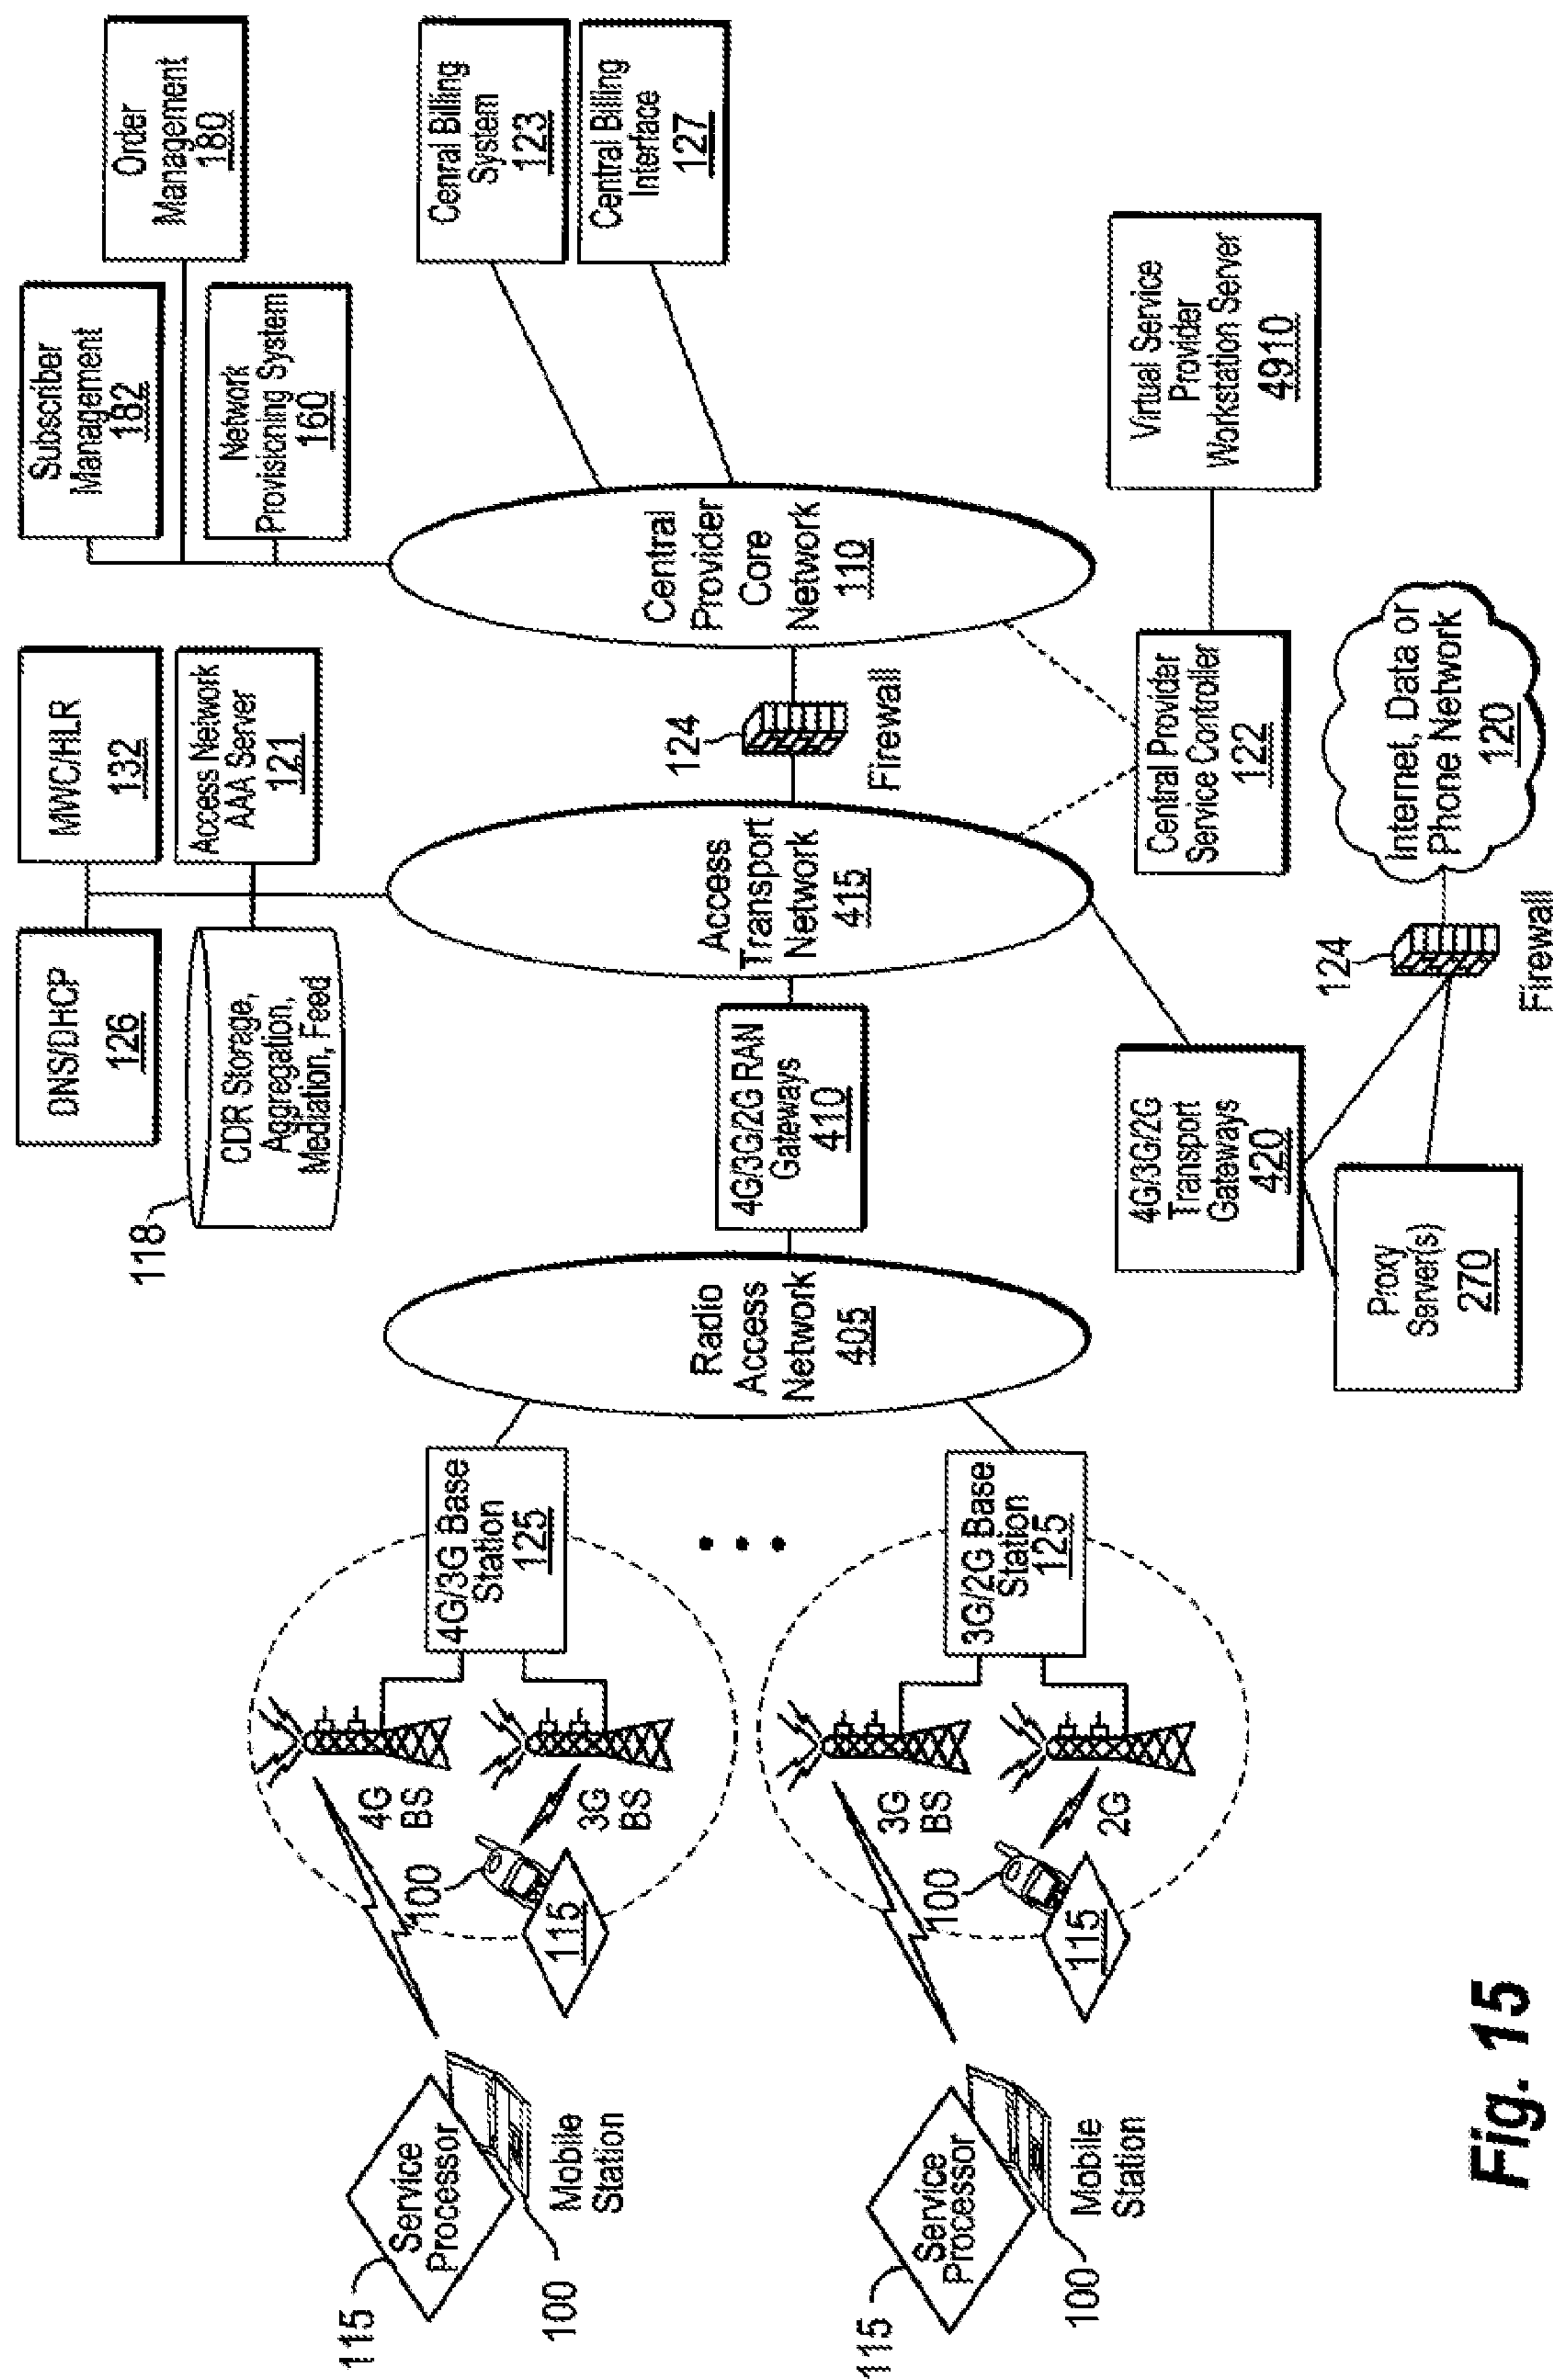 Subscriber
Management
182
Order
Management
180
Network
Provisioning System
160
Cenral Billing
System
123
Central Billing
Interface
127
DNS/DHCP
126
MWC/HLR
132
118
CDR Storage,
Aggregation,
Mediation, Feed
Access Network
AAA Server
121
115
Service
Processor
100
Mobile
Station
4G
BS
100
115
3G
BS
4G/3G Base
Station
125
115
Service
Processor
100
Mobile
Station
3G
BS
100
115
2G
3G/2G Base
Station
125
Radio
Access
Network
405
4G/3G/2G RAN
Gateways
410
Access
Transport
Network
415
124
Firewall
Central
Provider
Core
Network
110
4G/3G/2G
Transport
Gateways
420
Central Provider
Service Controller
122
Virtual Service
Provider
Workstation Server
4910
Proxy
Server(s)
270
124
Firewall
Internet, Data or
Phone Network
120
Fig. 15